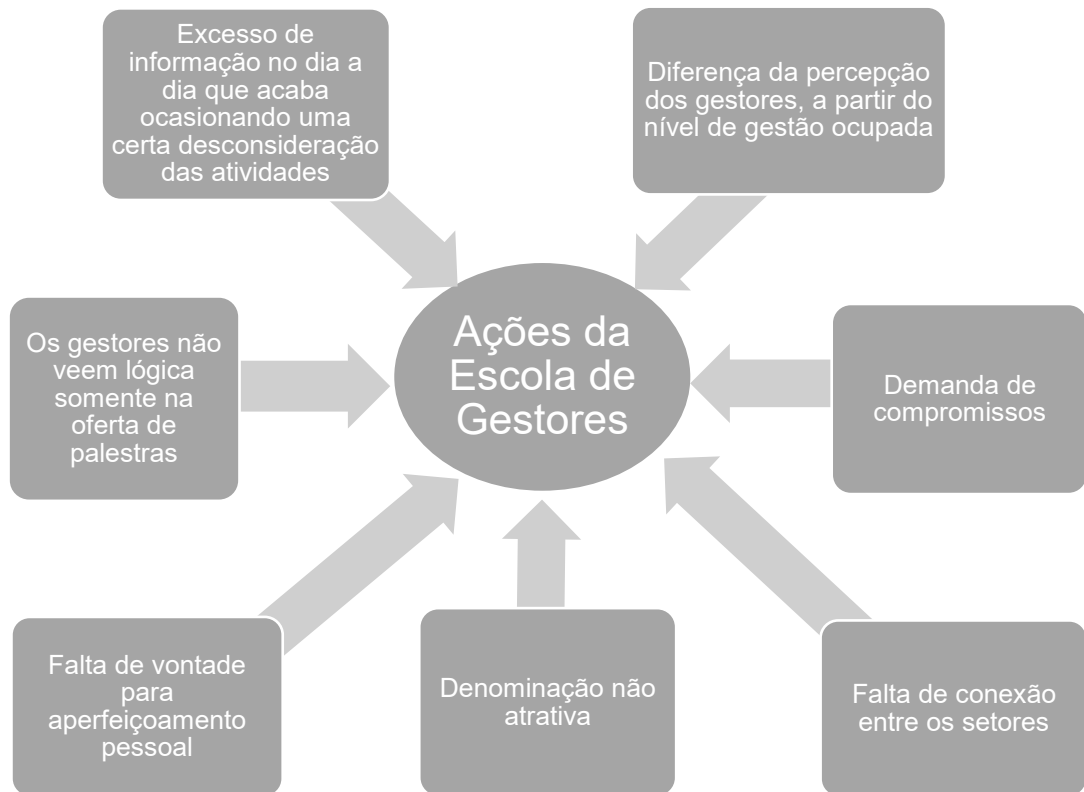 Excesso de
informação no dia a
dia que acaba
ocasionando uma
certa desconsideração
das atividades
Diferença da percepção
dos gestores, a partir do
nível de gestão ocupada
Os gestores não
veem lógica
somente na
oferta de
palestras
Ações da
Escola de
Gestores
Demanda de
compromissos
Falta de vontade
para
aperfeiçoamento
pessoal
Denominação não
atrativa
Falta de conexão
entre os setores